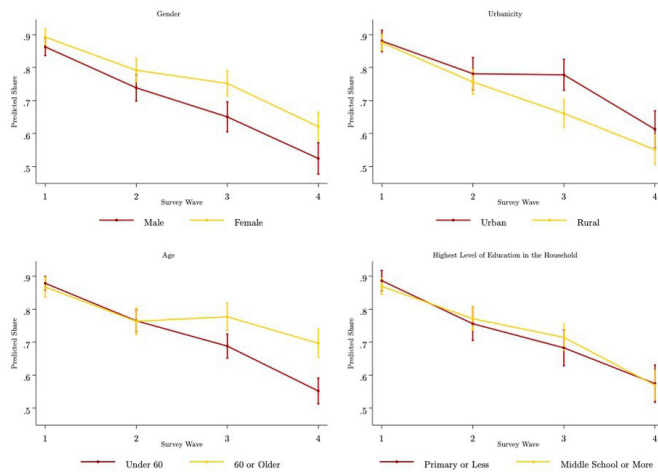 Gender
Predicted Share
.9
.8
.7
.6
.5
1 2 3 4
Survey Wave
Male Female
Urbanicity
Predicted Share
.9
.8
.7
.6
.5
1 2 3 4
Survey Wave
Urban Rural
Age
Predicted Share
.9
.8
.7
.6
.5
1 2 3 4
Survey Wave
Under 60 60 or Older
Highest Level of Education in the Household
Predicted Share
.9
.8
.7
.6
.5
1 2 3 4
Survey Wave
Primary or Less Middle School or More